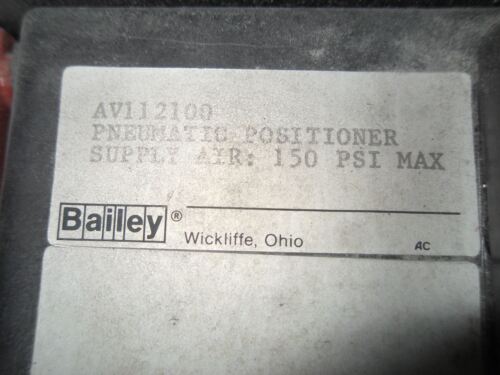 AV112100
PNEUMATIC POSITIONER
SUPPLY AIR: 150 PSI MAX
Bailey®
Wickliffe, Ohio
AC